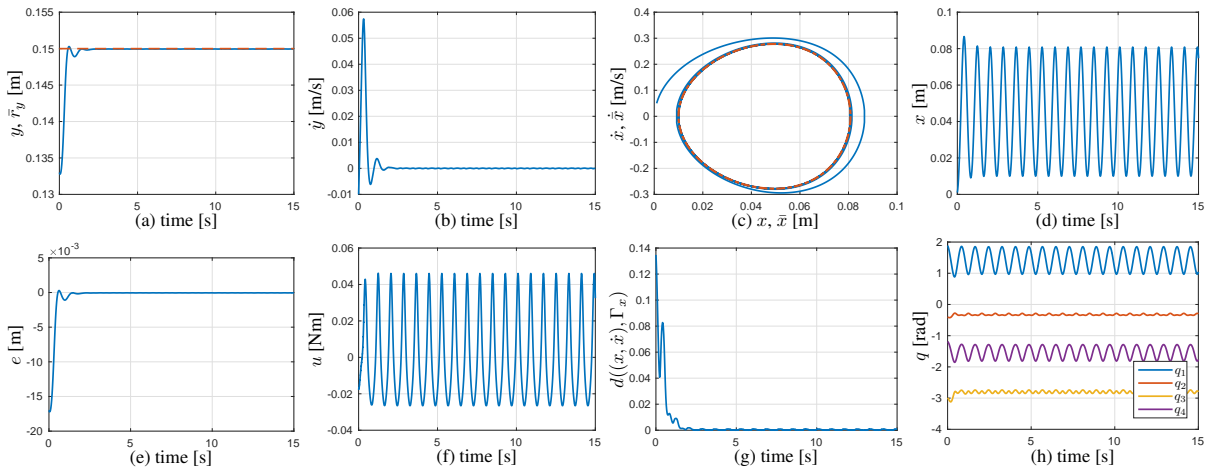 0.16
0.15
0.14
0.135
0.13
0 5 10 15
y, r̄_y [m]
(a) time [s]
0.06
0.05
0.04
0.03
0.02
0.01
0
-0.01
0 5 10 15
ẏ [m/s]
(b) time [s]
0.4
0.3
0.2
0.1
0
-0.1
-0.2
-0.3
0 0.02 0.04 0.06 0.08 0.1
ẋ, x̄̇ [m/s]
(c) x, x̄ [m]
0.1
0.08
0.06
0.04
0.02
0
0 5 10 15
x [m]
(d) time [s]
×10⁻³
5
0
-5
-10
-15
-20
0 5 10 15
e [m]
(e) time [s]
0.06
0.04
0.02
0
-0.02
-0.04
0 5 10 15
u [Nm]
(f) time [s]
0.14
0.12
0.10
0.08
0.06
0.04
0.02
0
0 5 10 15
d((x, ẋ), Γ_x)
(g) time [s]
2
1
0
-1
-2
-3
-4
0 5 10 15
q [rad]
q₁
q₂
q₃
q₄
(h) time [s]